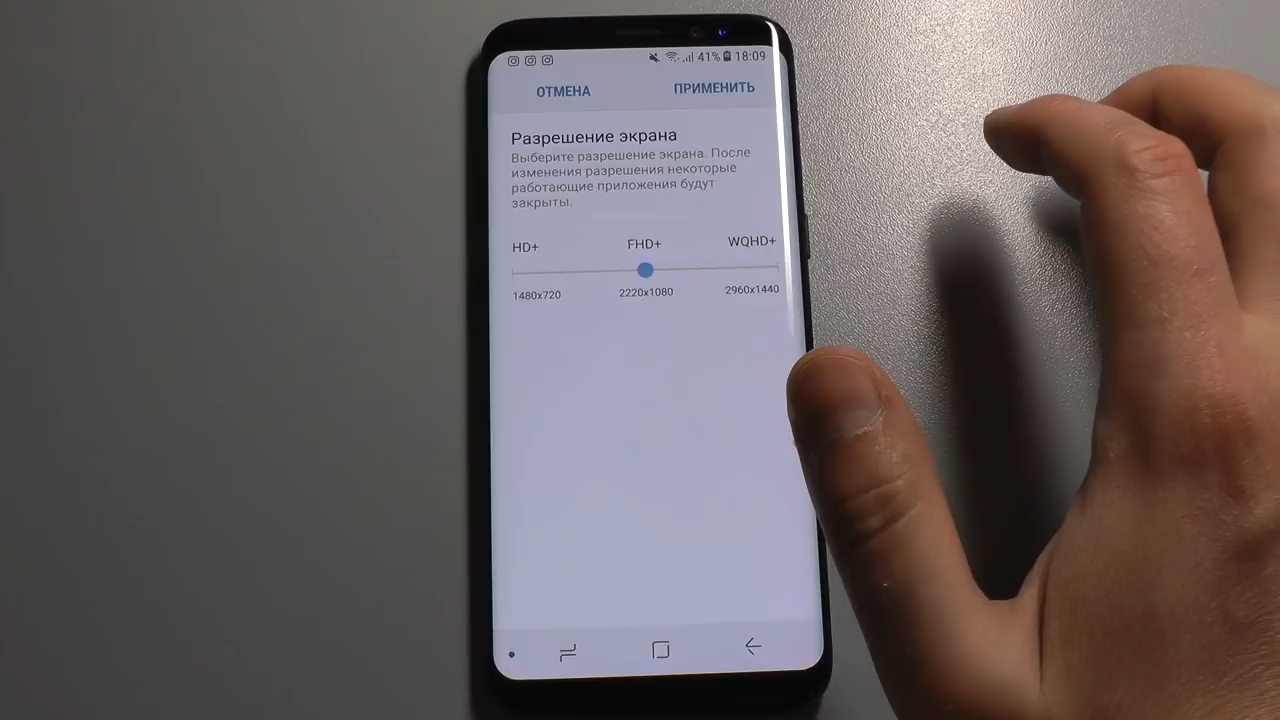 41% 18:09
ОТМЕНА ПРИМЕНИТЬ
Разрешение экрана
Выберите разрешение экрана. После
изменения разрешения некоторые
работающие приложения будут
закрыты.
HD+ FHD+ WQHD+
1480x720 2220x1080 2960x1440